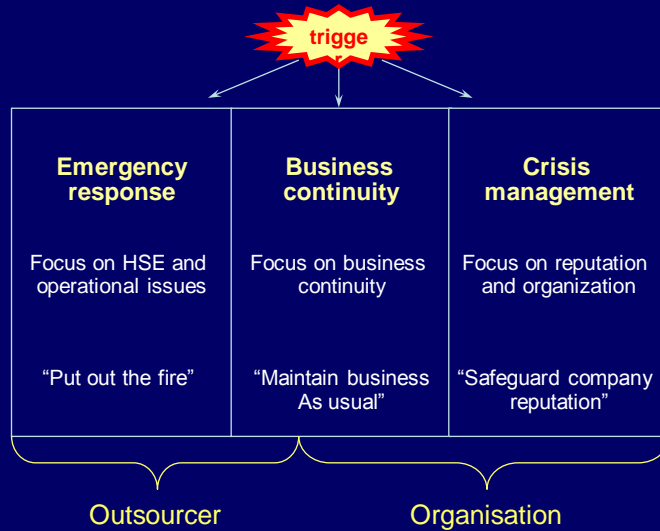 trigge
r
Emergency
response
Focus on HSE and
operational issues
“Put out the fire”
Business
continuity
Focus on business
continuity
“Maintain business
As usual”
Crisis
management
Focus on reputation
and organization
“Safeguard company
reputation”
Outsourcer
Organisation